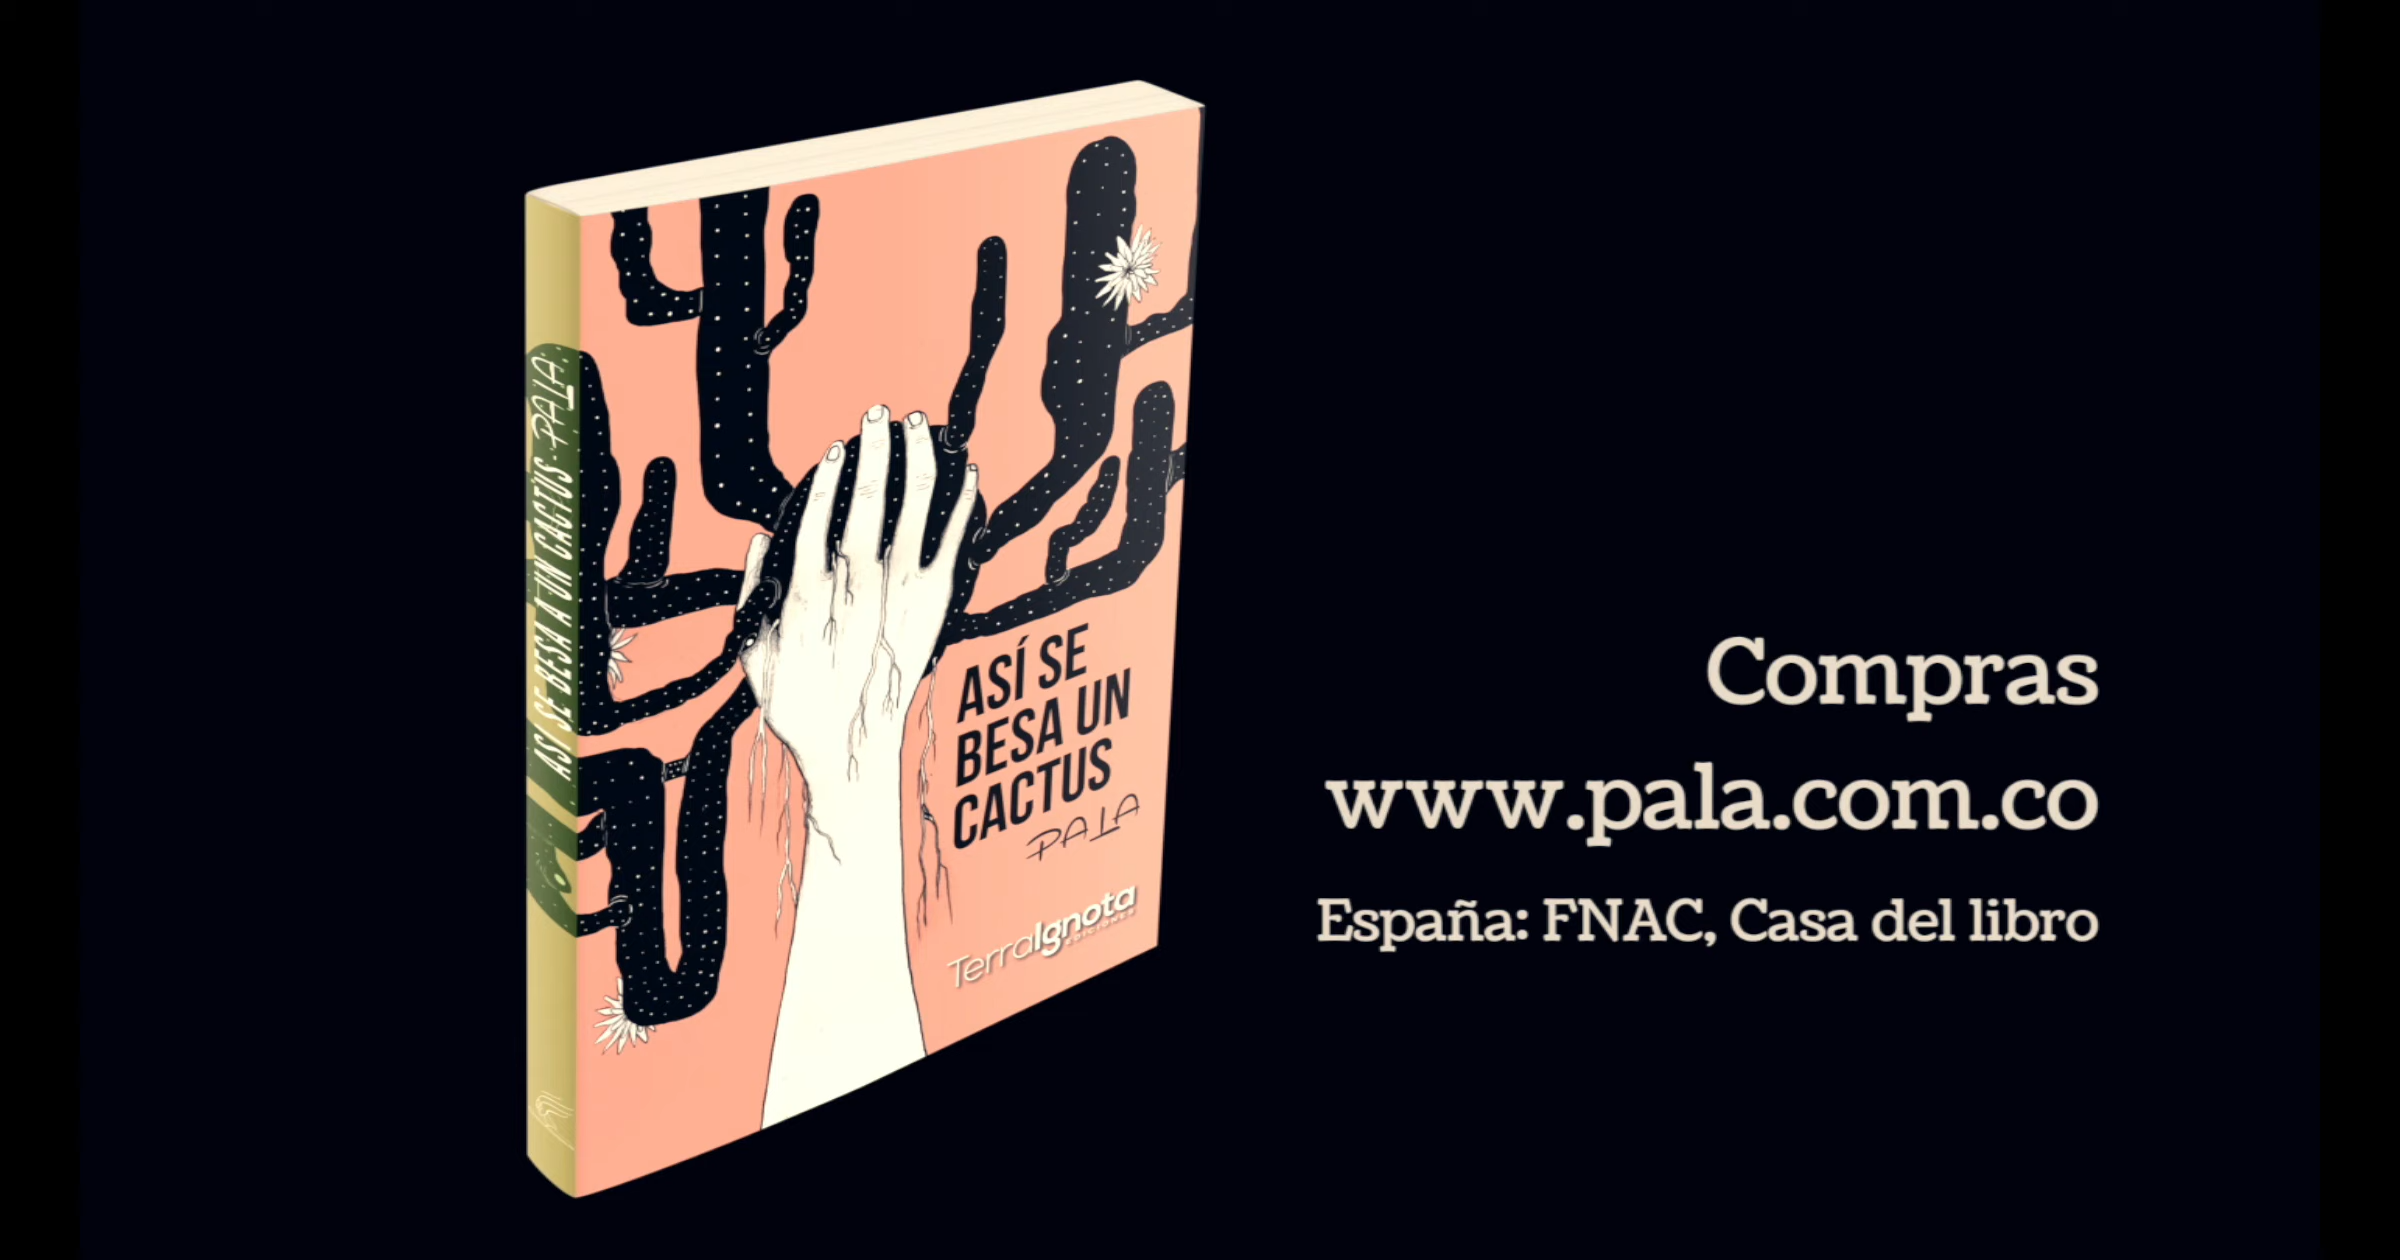 ASÍ SE BESA A UN CACTUS · PALA
ASÍ SE
BESA UN
CACTUS
PALA
TerraIgnota
EDICIONES
Compras
www.pala.com.co
España: FNAC, Casa del libro